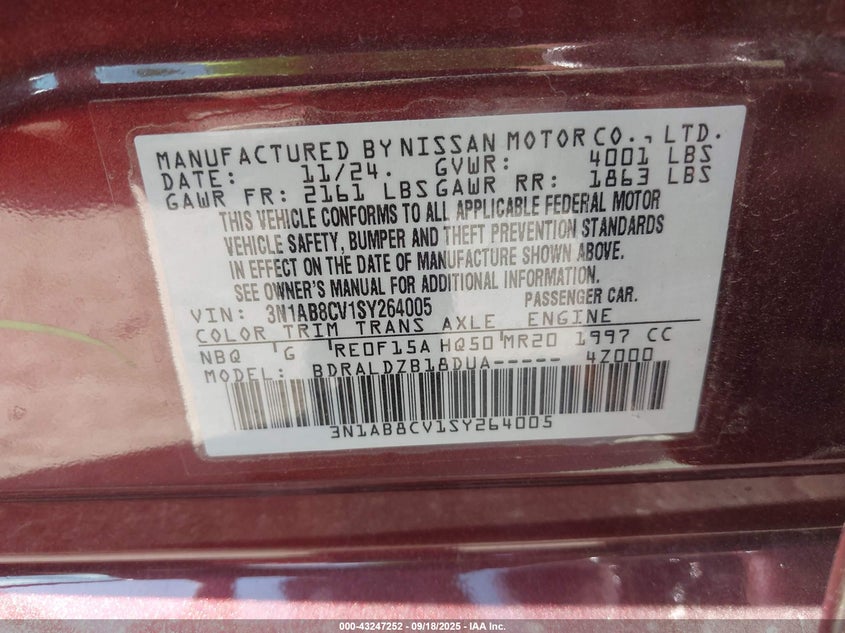 MANUFACTURED BY NISSAN MOTOR CO., LTD.
DATE: 11/24. GVWR: 4001 LBS
GAWR FR: 2161 LBS GAWR RR: 1863 LBS
THIS VEHICLE CONFORMS TO ALL APPLICABLE FEDERAL MOTOR
VEHICLE SAFETY, BUMPER AND THEFT PREVENTION STANDARDS
IN EFFECT ON THE DATE OF MANUFACTURE SHOWN ABOVE.
SEE OWNER'S MANUAL FOR ADDITIONAL INFORMATION.
VIN: 3N1AB8CV1SY264005 PASSENGER CAR.
COLOR TRIM TRANS AXLE ENGINE
NBQ G RE0F15A HQ50 MR20 1997 CC
MODEL: BDRALDZB18DUA----- 4Z000
3N1AB8CV1SY264005
000-43247252 - 09/18/2025 - IAA Inc.